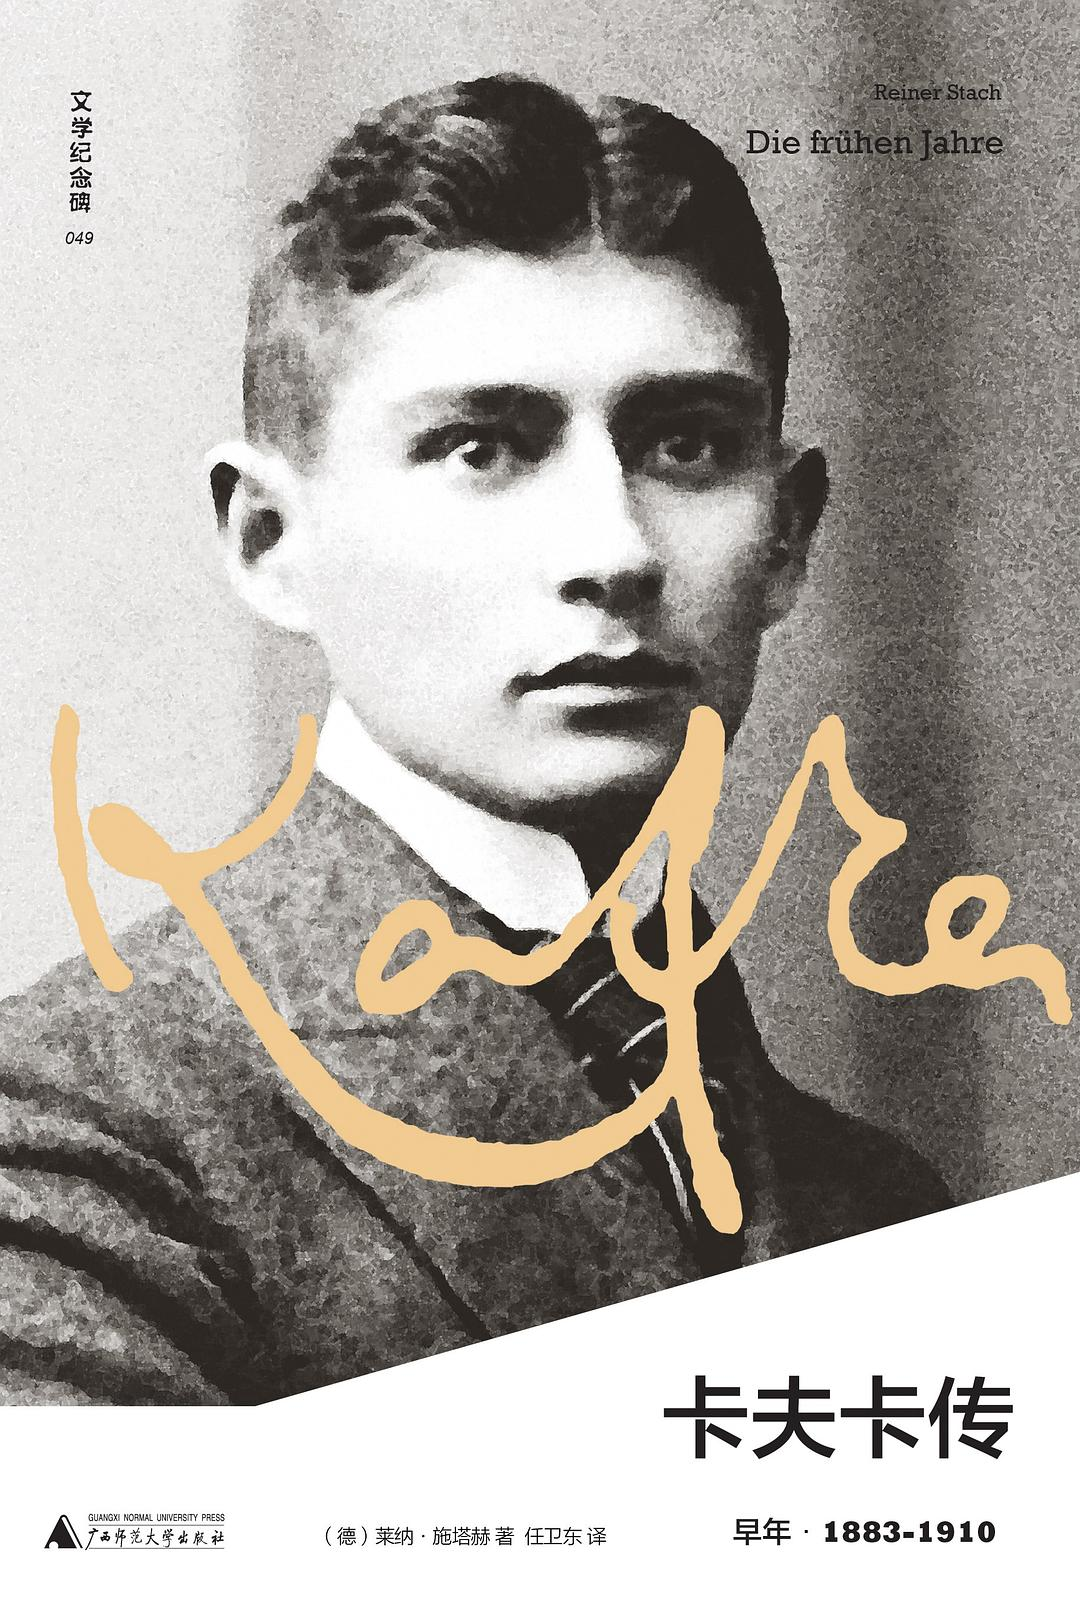 文学纪念碑
049
Reiner Stach
Die frühen Jahre
Kafka
卡夫卡传
早年 · 1883-1910
（德）莱纳·施塔赫 著 任卫东 译
GUANGXI NORMAL UNIVERSITY PRESS
广西师范大学出版社